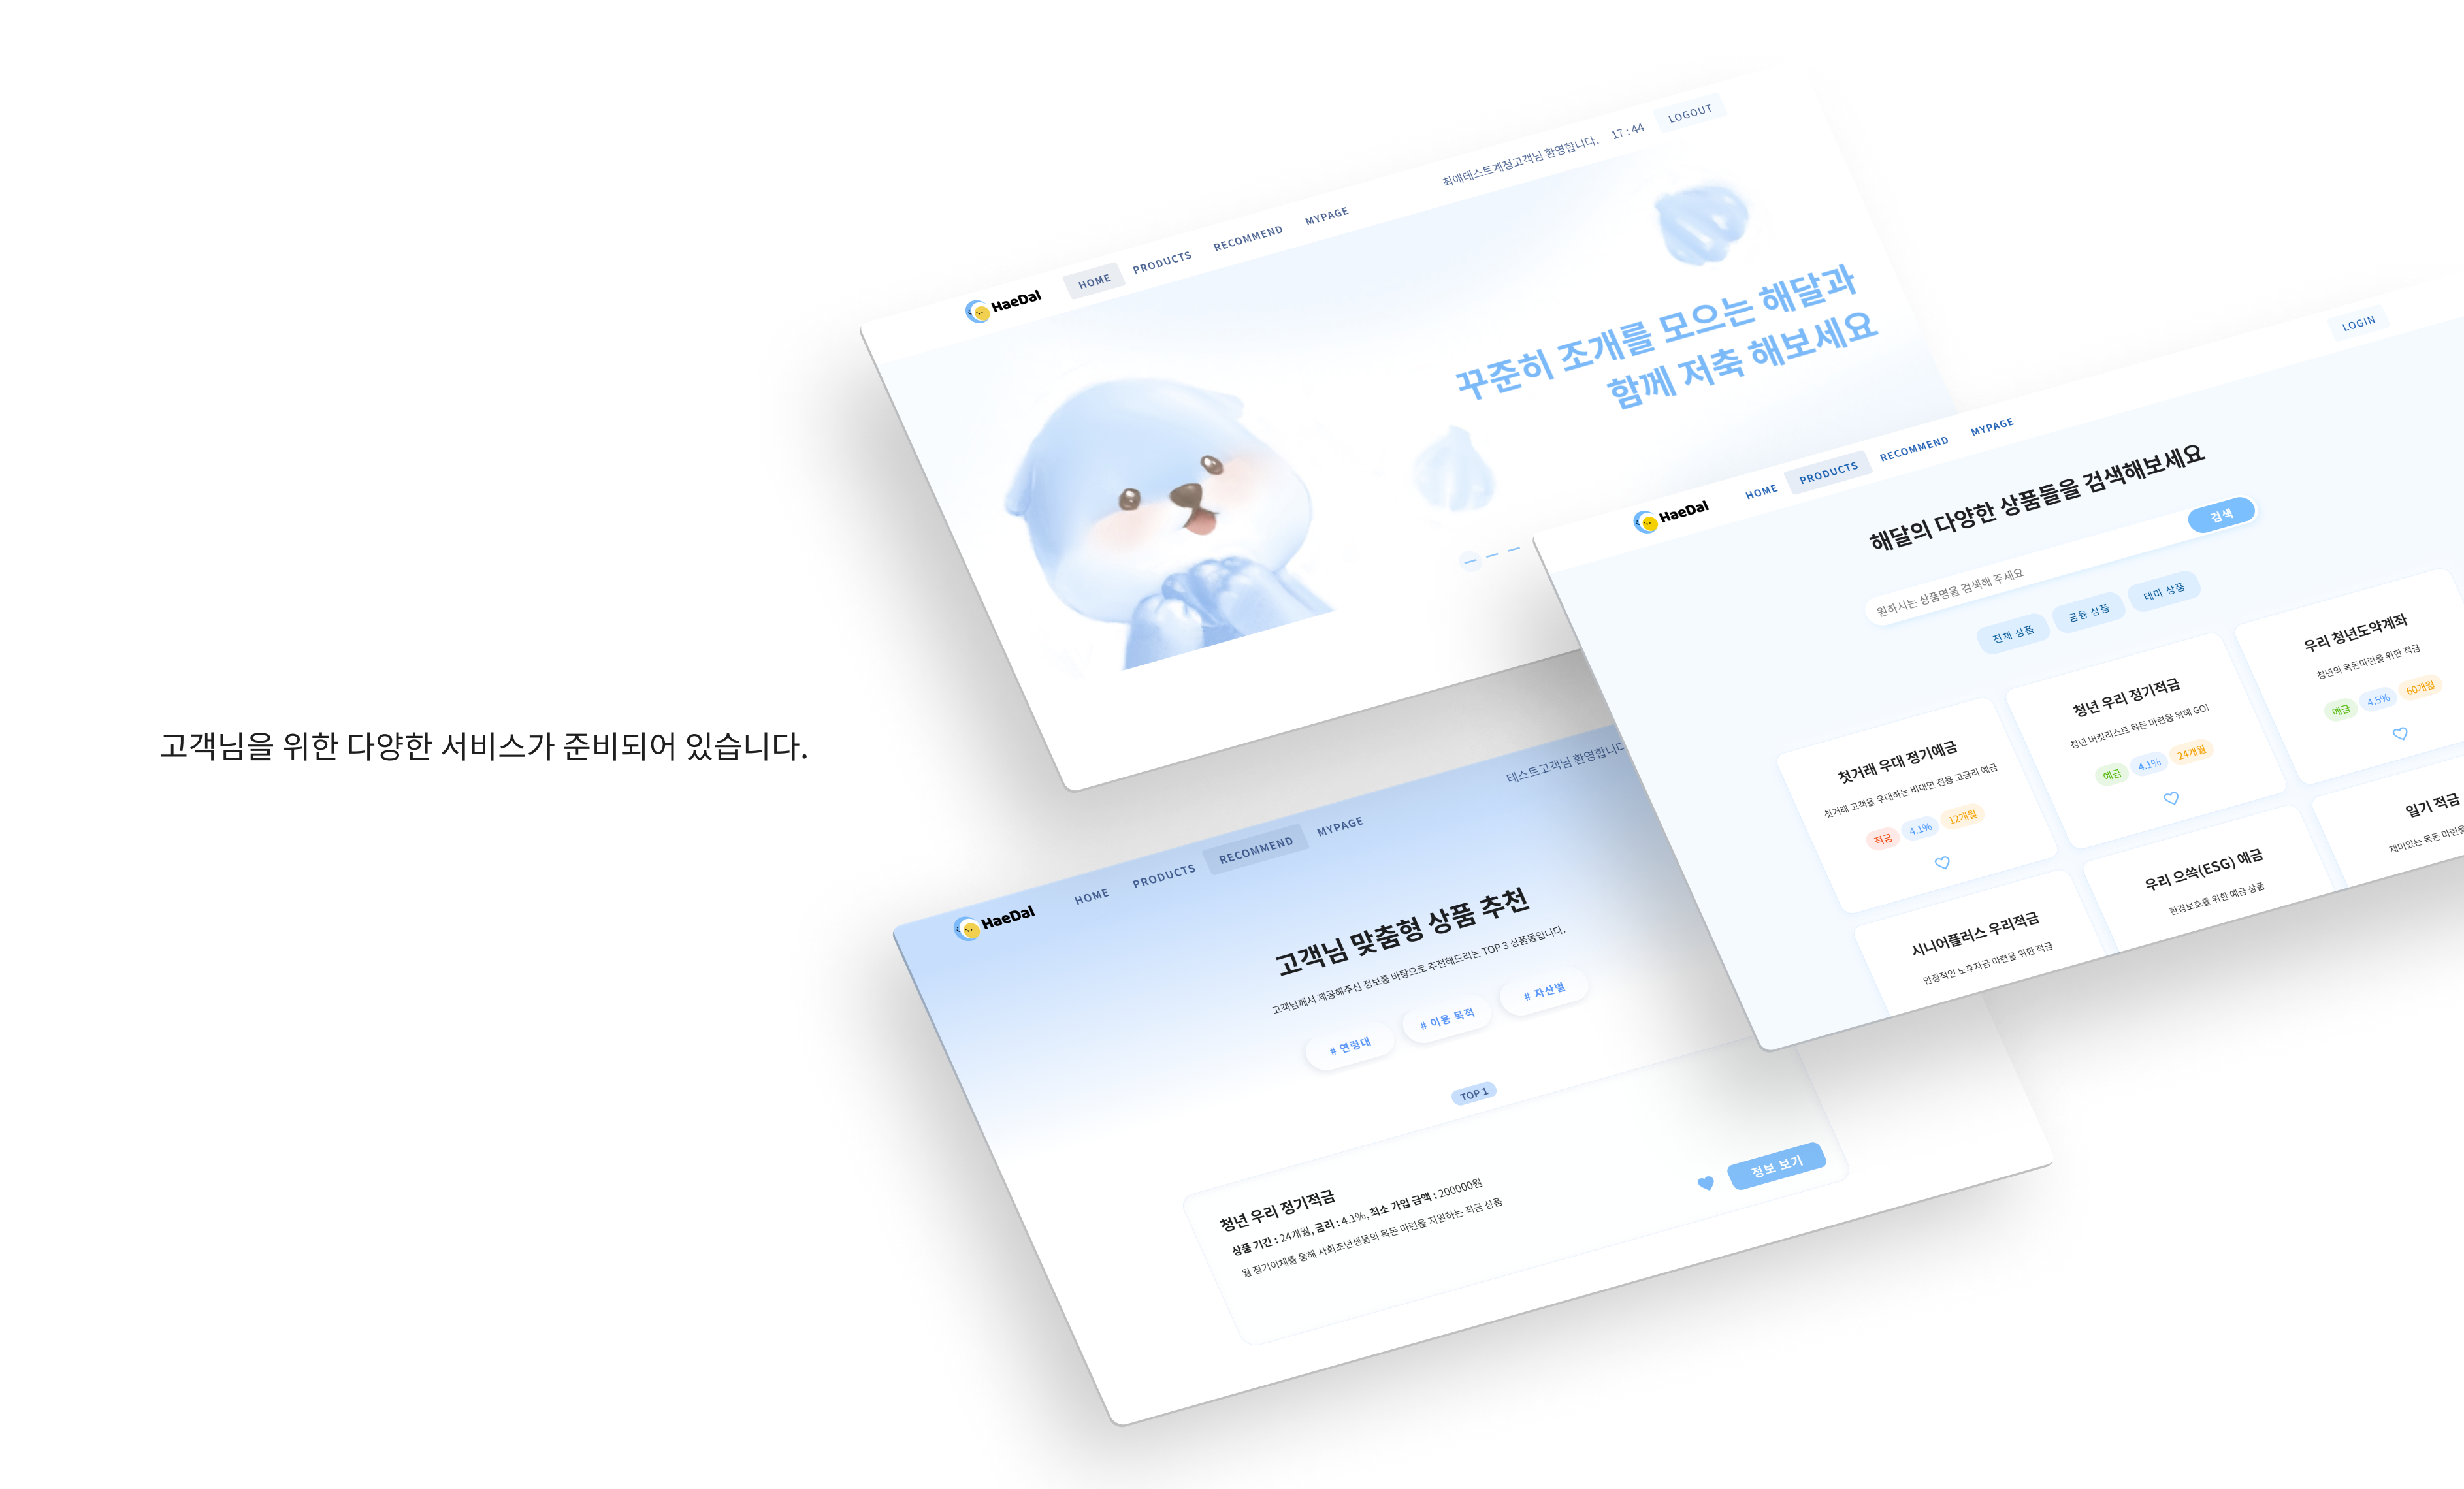 고객님을 위한 다양한 서비스가 준비되어 있습니다.
HaeDal
HOME
PRODUCTS
RECOMMEND
MYPAGE
최애테스트계정고객님 환영합니다.
17:44
LOGOUT
꾸준히 조개를 모으는 해달과
함께 저축 해보세요
HaeDal
HOME
PRODUCTS
RECOMMEND
MYPAGE
LOGIN
해달의 다양한 상품들을 검색해보세요
원하시는 상품명을 검색해 주세요
검색
전체 상품
금융 상품
테마 상품
첫거래 우대 정기예금
첫거래 고객을 우대하는 비대면 전용 고금리 예금
적금
4.1%
12개월
청년 우리 정기적금
청년 버킷리스트 목돈 마련을 위해 GO!
예금
4.1%
24개월
우리 청년도약계좌
청년의 목돈마련을 위한 적금
예금
4.5%
60개월
시니어플러스 우리적금
안정적인 노후자금 마련을 위한 적금
우리 으쓱(ESG) 예금
환경보호를 위한 예금 상품
일기 적금
재미있는 목돈 마련을
HaeDal
HOME
PRODUCTS
RECOMMEND
MYPAGE
테스트고객님 환영합니다
고객님 맞춤형 상품 추천
고객님께서 제공해주신 정보를 바탕으로 추천해드리는 TOP 3 상품들입니다.
# 연령대
# 이용 목적
# 자산별
TOP 1
청년 우리 정기적금
상품 기간 : 24개월, 금리 : 4.1%, 최소 가입 금액 : 200000원
월 정기이체를 통해 사회초년생들의 목돈 마련을 지원하는 적금 상품
정보 보기